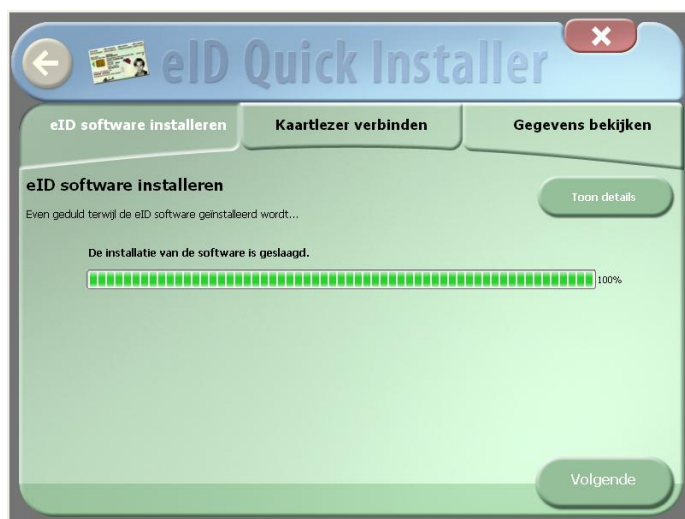 eID Quick Installer
eID software installeren
Kaartlezer verbinden
Gegevens bekijken
eID software installeren
Toon details
Even geduld terwijl de eID software geïnstalleerd wordt...
De installatie van de software is geslaagd.
100%
Volgende